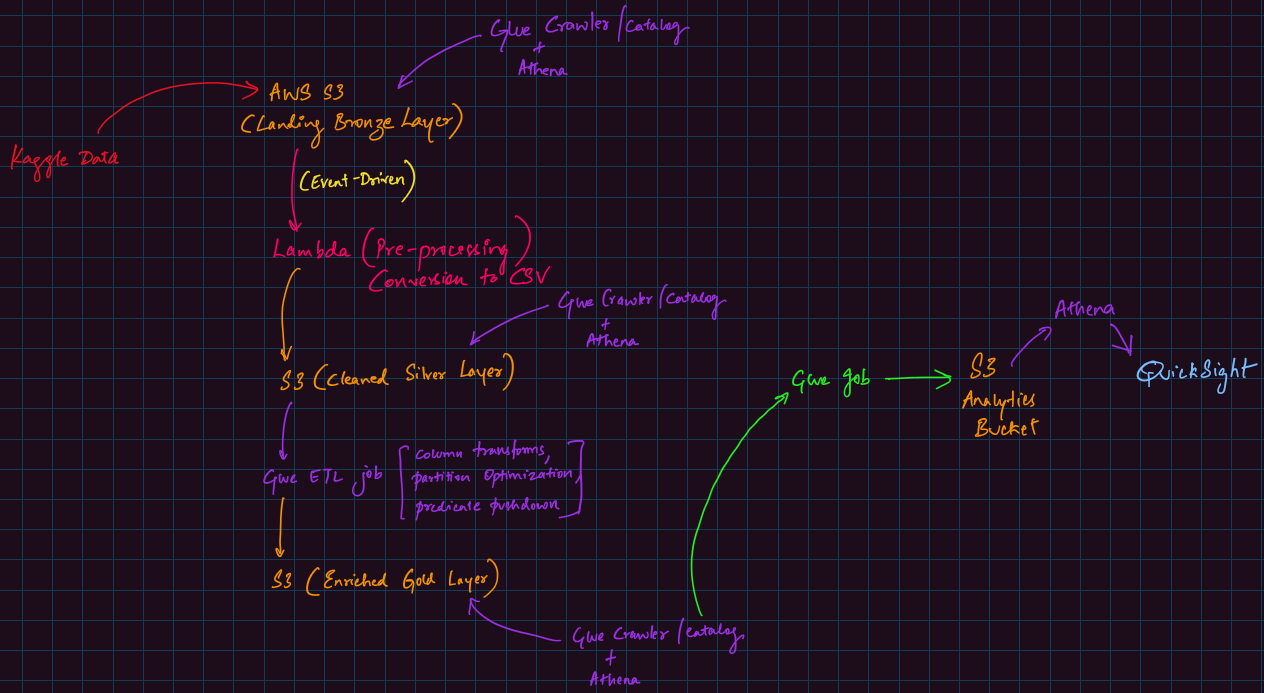 Glue Crawler / Catalog
+
Athena
AWS S3
(Landing Bronze Layer)
Kaggle Data
(Event-Driven)
Lambda (Pre-processing
Conversion to CSV)
Glue Crawler / Catalog
+
Athena
S3 (Cleaned Silver Layer)
Glue ETL job [column transforms,
partition Optimization,
predicate pushdown]
S3 (Enriched Gold Layer)
Glue Crawler / Catalog
+
Athena
Glue Job
S3
Analytics
Bucket
Athena
QuickSight